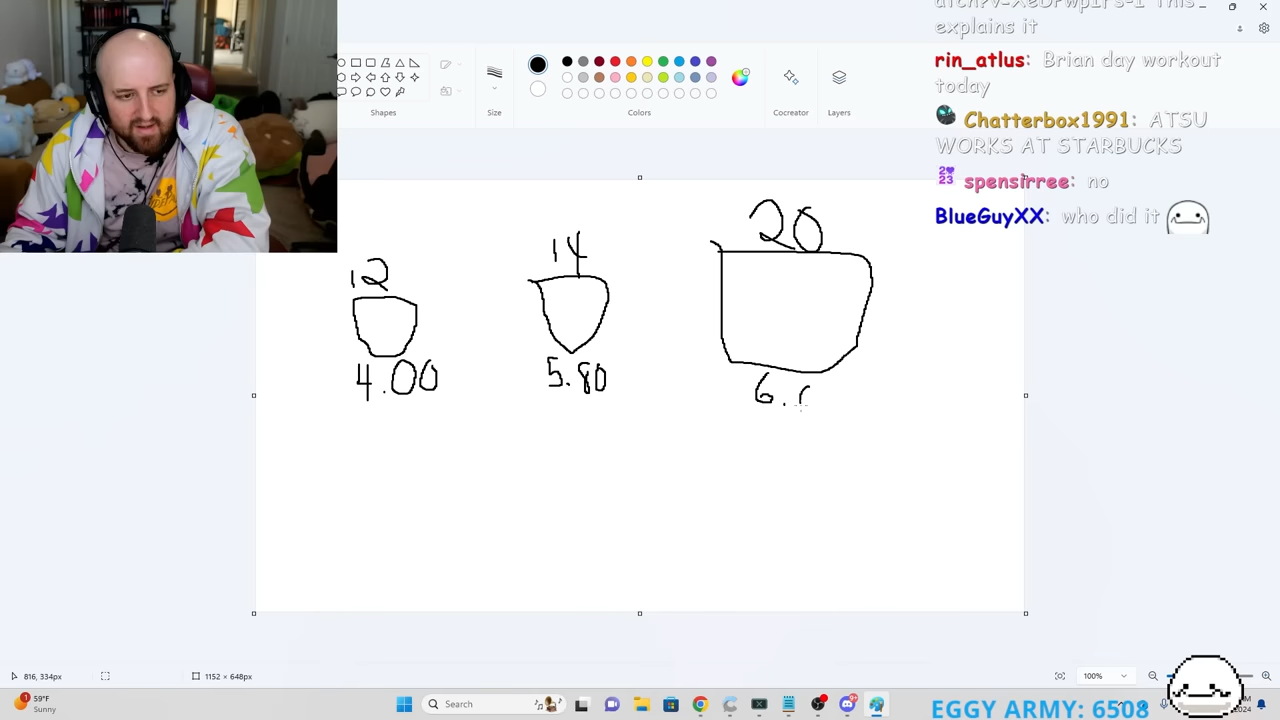 explains it
rin_atlus: Brian day workout
today
Chatterbox1991: ATSU
WORKS AT STARBUCKS
spensirree: no
BlueGuyXX: who did it
Shapes
Size
Colors
Cocreator
Layers
12
14
20
4.00
5.80
6.
816, 334px
1152 × 648px
100%
59°F
Sunny
Search
EGGY ARMY: 6508